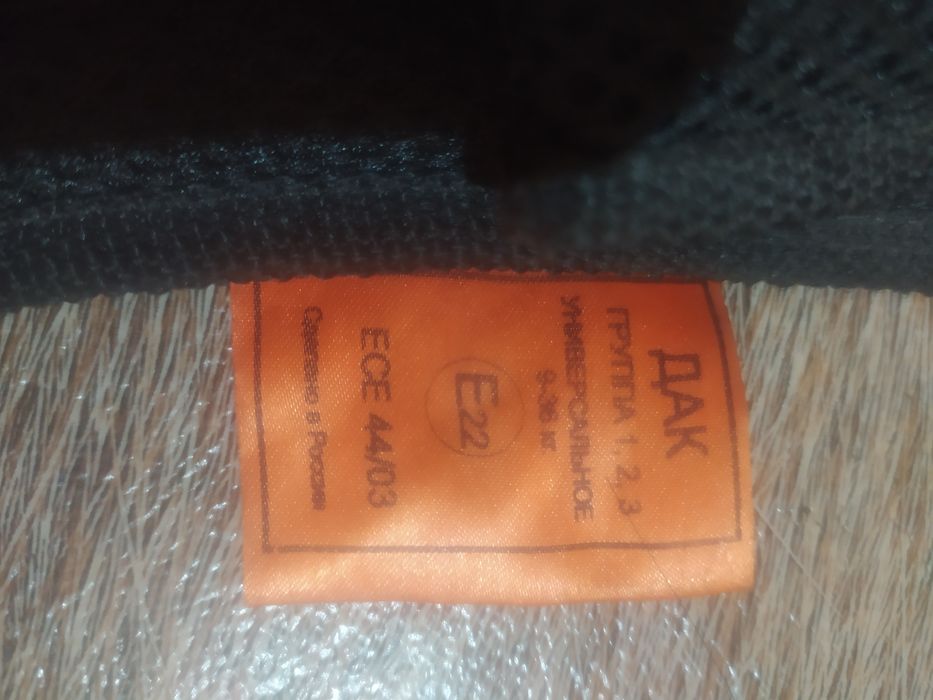 ДАК
ГРУППА 1, 2, 3
УНИВЕРСАЛЬНОЕ
9-36 кг
E22
ECE 44/03
Сделано в России